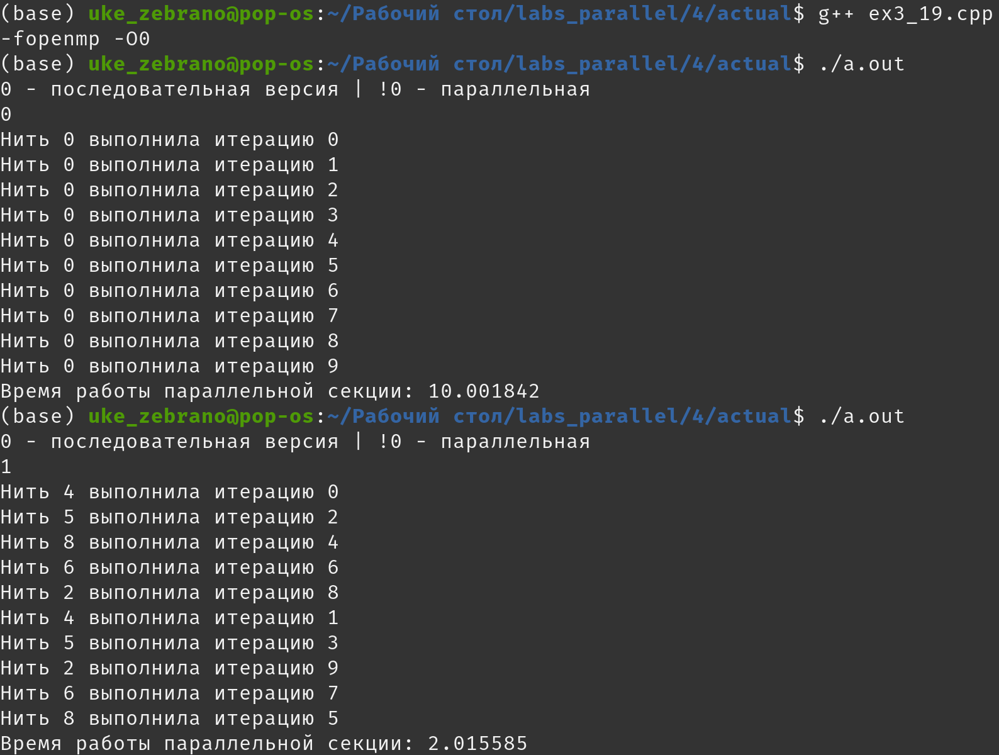 (base) uke_zebrano@pop-os:~/Рабочий стол/labs_parallel/4/actual$ g++ ex3_19.cpp
-fopenmp -O0
(base) uke_zebrano@pop-os:~/Рабочий стол/labs_parallel/4/actual$ ./a.out
0 - последовательная версия | !0 - параллельная
0
Нить 0 выполнила итерацию 0
Нить 0 выполнила итерацию 1
Нить 0 выполнила итерацию 2
Нить 0 выполнила итерацию 3
Нить 0 выполнила итерацию 4
Нить 0 выполнила итерацию 5
Нить 0 выполнила итерацию 6
Нить 0 выполнила итерацию 7
Нить 0 выполнила итерацию 8
Нить 0 выполнила итерацию 9
Время работы параллельной секции: 10.001842
(base) uke_zebrano@pop-os:~/Рабочий стол/labs_parallel/4/actual$ ./a.out
0 - последовательная версия | !0 - параллельная
1
Нить 4 выполнила итерацию 0
Нить 5 выполнила итерацию 2
Нить 8 выполнила итерацию 4
Нить 6 выполнила итерацию 6
Нить 2 выполнила итерацию 8
Нить 4 выполнила итерацию 1
Нить 5 выполнила итерацию 3
Нить 2 выполнила итерацию 9
Нить 6 выполнила итерацию 7
Нить 8 выполнила итерацию 5
Время работы параллельной секции: 2.015585